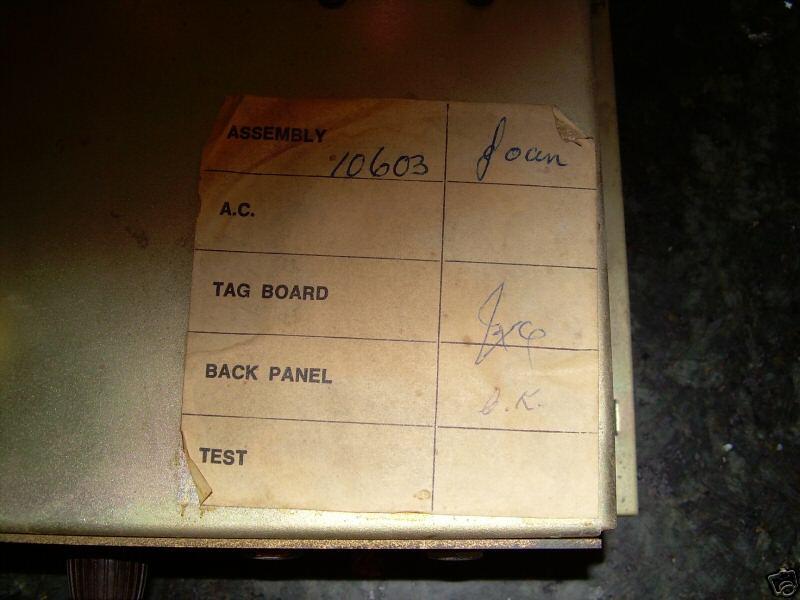 ASSEMBLY
10603 Joan
A.C.
TAG BOARD
BACK PANEL
O.K.
TEST